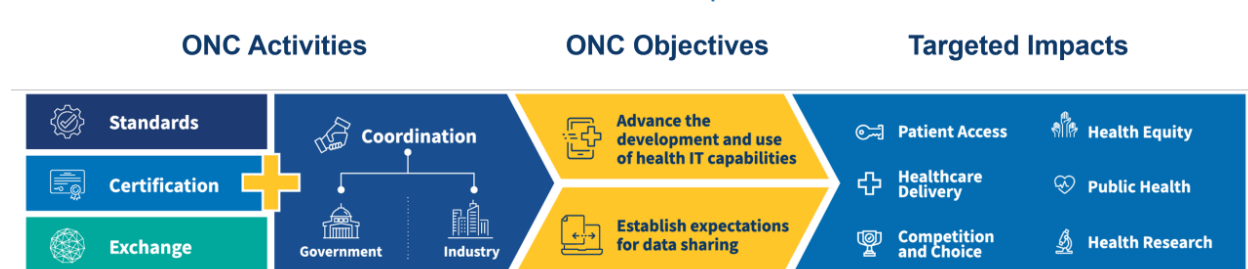 ONC Activities
ONC Objectives
Targeted Impacts
Standards
Certification
Exchange
Coordination
Government
Industry
Advance the
development and use
of health IT capabilities
Establish expectations
for data sharing
Patient Access
Healthcare
Delivery
Competition
and Choice
Health Equity
Public Health
Health Research